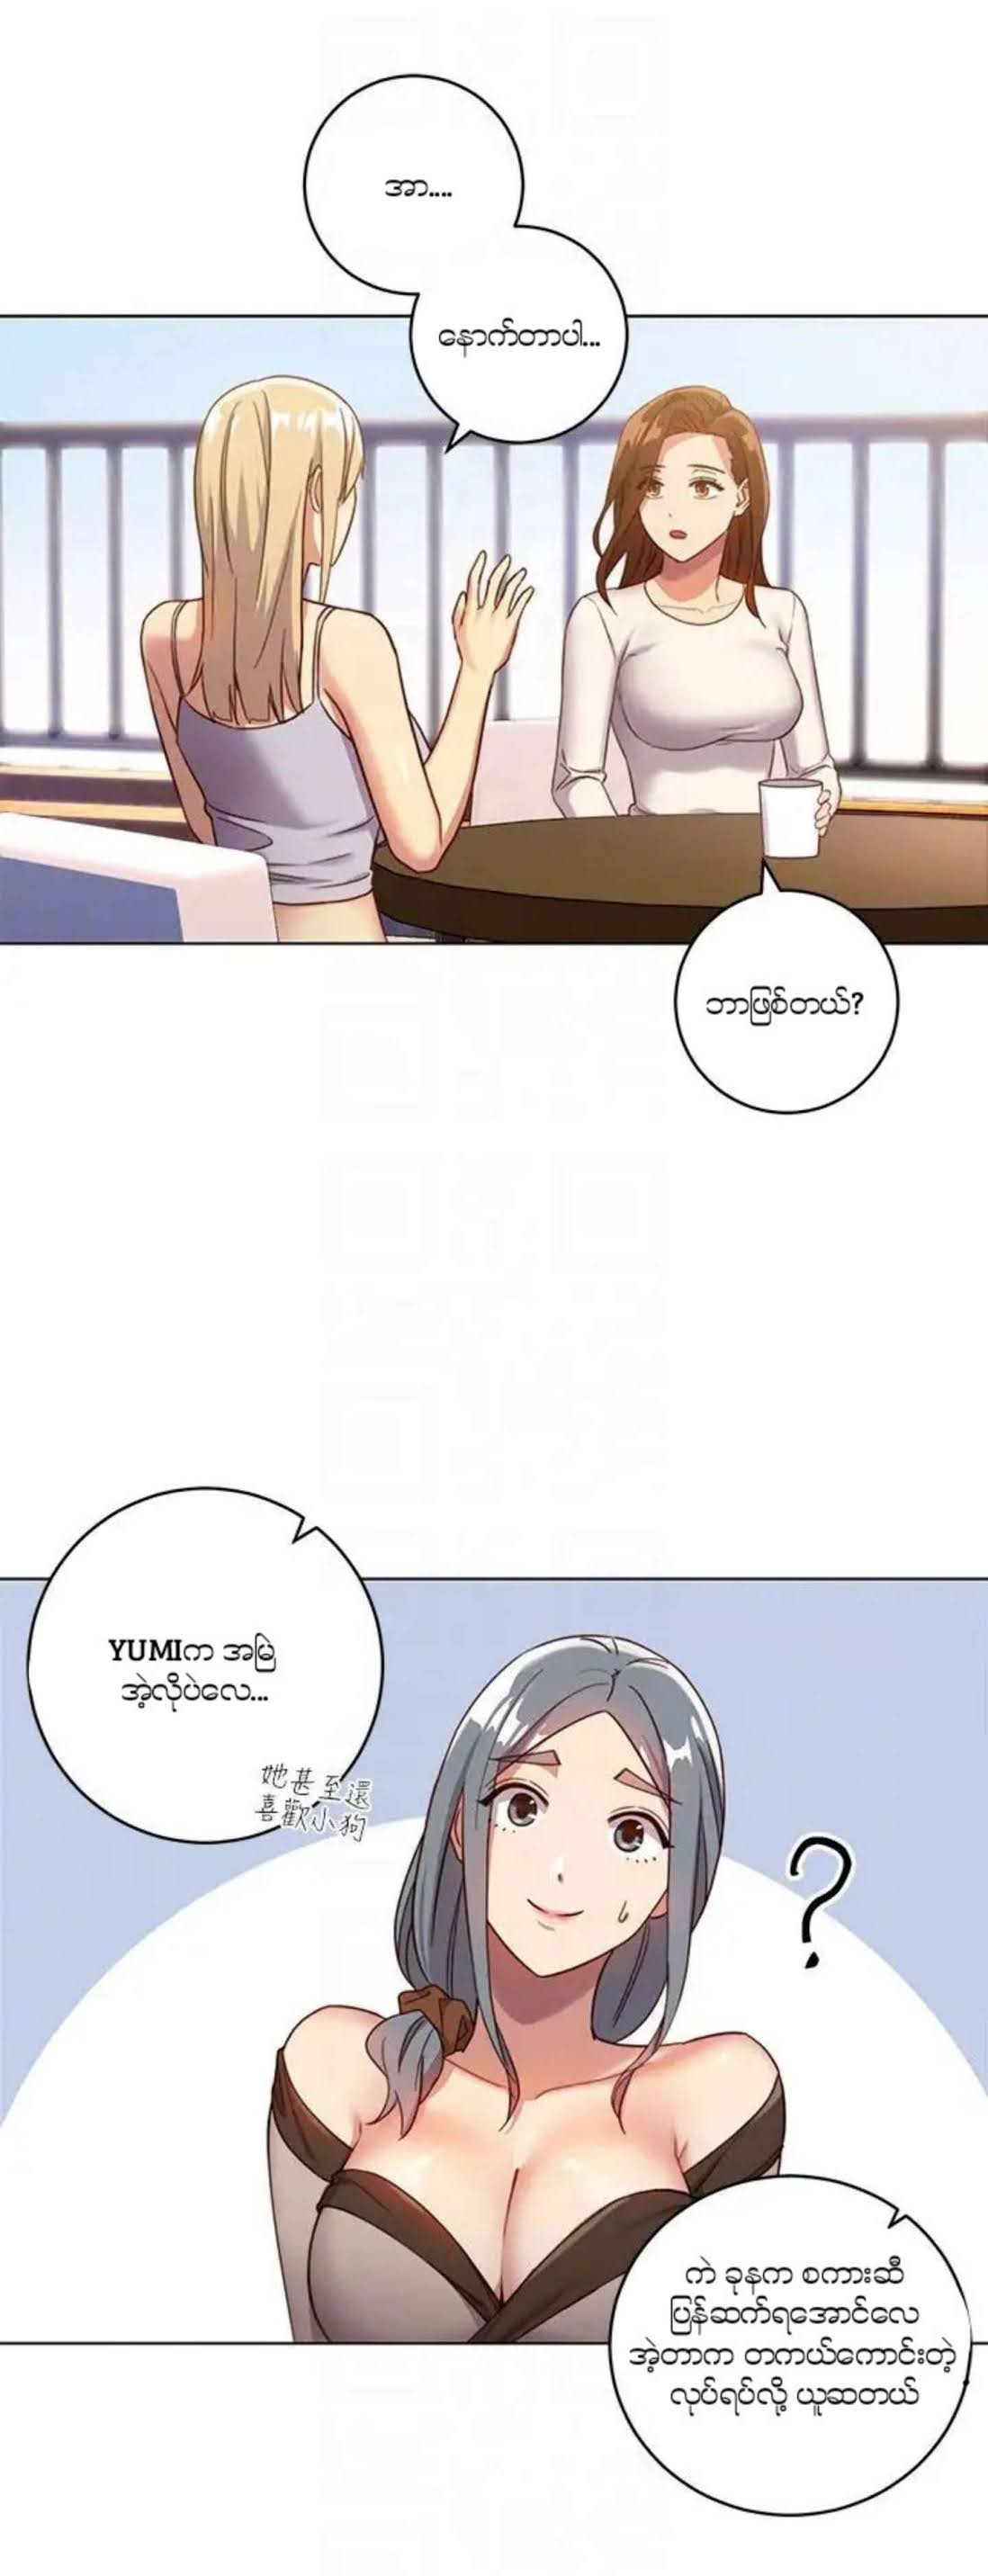 အာ....
နောက်တာပါ...
ဘာဖြစ်တယ်?
YUMIက အမြဲ
အဲ့လိုပဲလေ...
她甚至還
喜歡小狗
?
ကဲ ခုနက စကားဆီ
ပြန်ဆက်ရအောင်လေ
အဲ့တာက တကယ်ကောင်းတဲ့
လုပ်ရပ်လို့ ယူဆတယ်